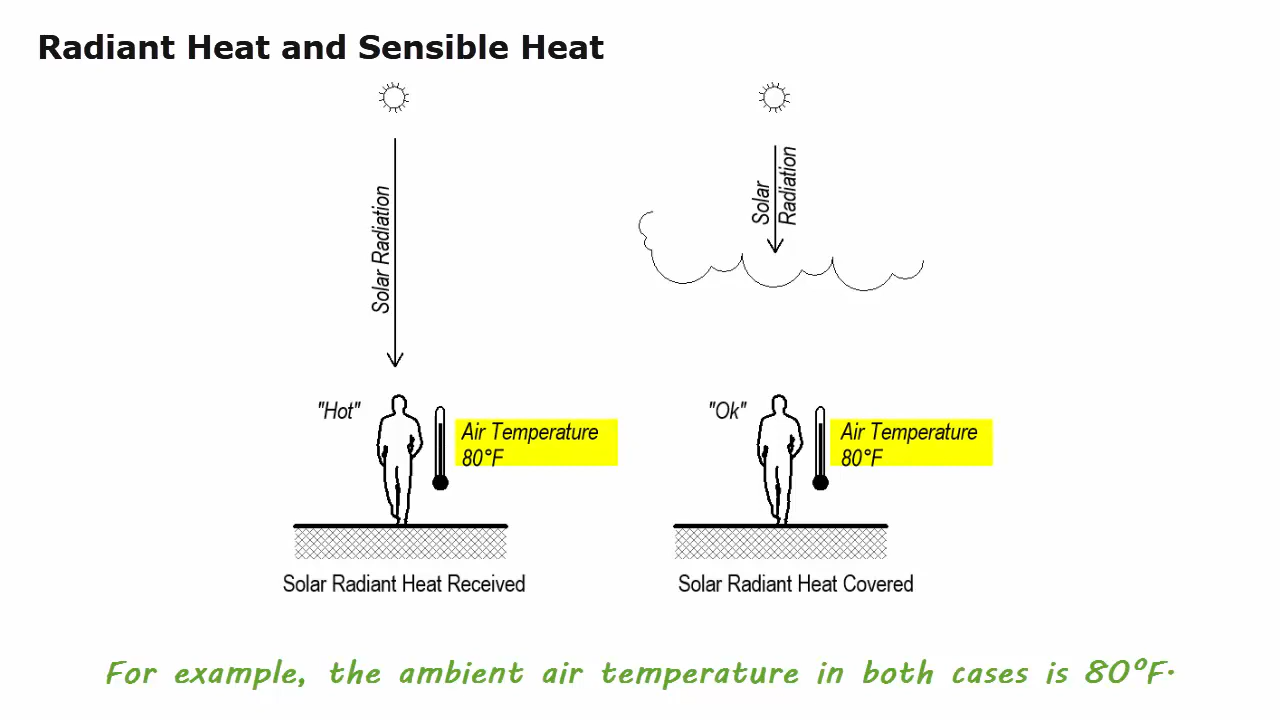 Radiant Heat and Sensible Heat
Solar Radiation
Solar
Radiation
"Hot"
Air Temperature
80°F
"Ok"
Air Temperature
80°F
Solar Radiant Heat Received
Solar Radiant Heat Covered
For example, the ambient air temperature in both cases is 80°F.